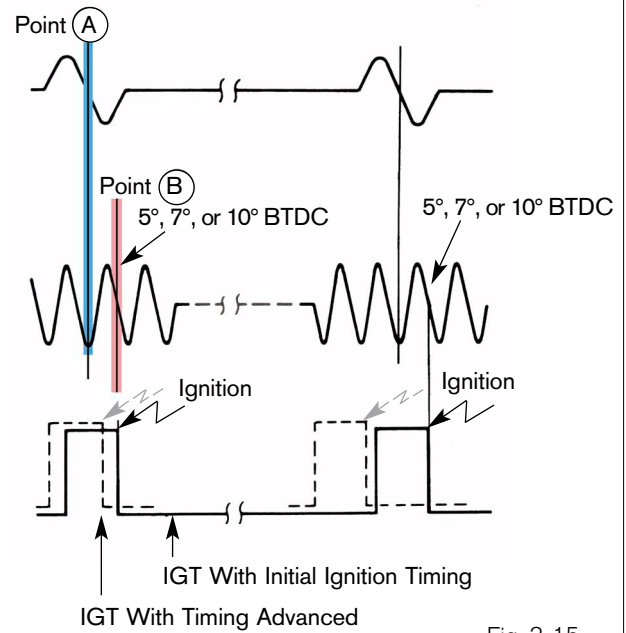 Point A
Point B
5°, 7°, or 10° BTDC
5°, 7°, or 10° BTDC
Ignition
Ignition
IGT With Initial Ignition Timing
IGT With Timing Advanced